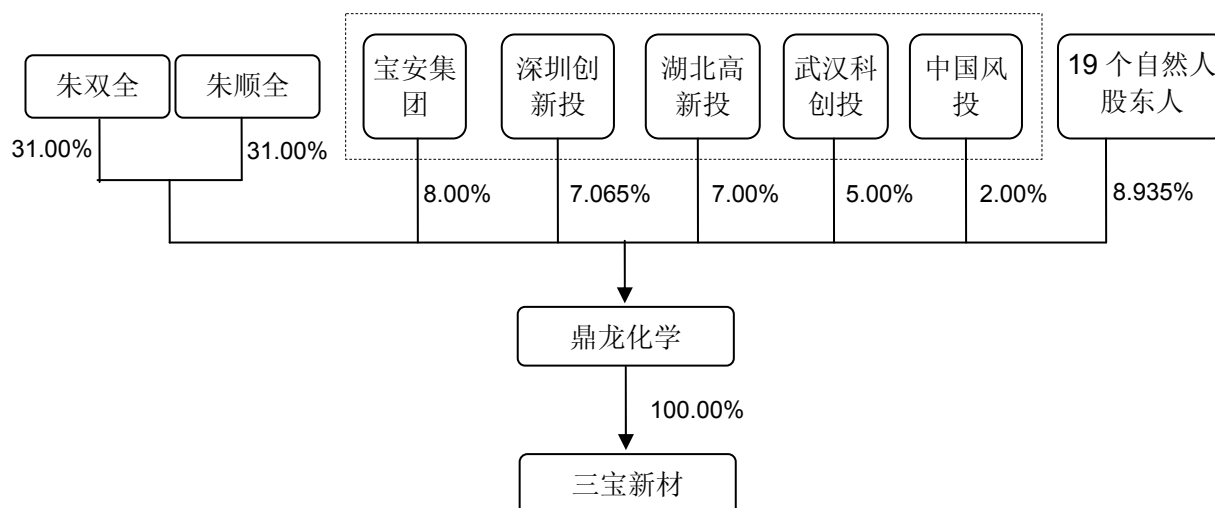 朱双全
朱顺全
宝安集
团
深圳创
新投
湖北高
新投
武汉科
创投
中国风
投
19 个自然人
股东人
31.00%
31.00%
8.00%
7.065%
7.00%
5.00%
2.00%
8.935%
鼎龙化学
100.00%
三宝新材